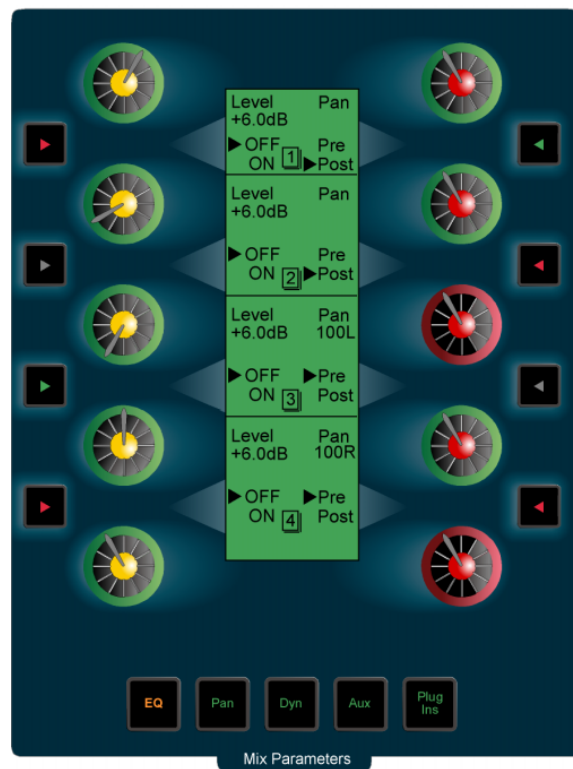 Level Pan
+6.0dB
OFF Pre
ON 1 Post
Level Pan
+6.0dB
OFF Pre
ON 2 Post
Level Pan
+6.0dB 100L
OFF Pre
ON 3 Post
Level Pan
+6.0dB 100R
OFF Pre
ON 4 Post
EQ Pan Dyn Aux Plug
Ins
Mix Parameters